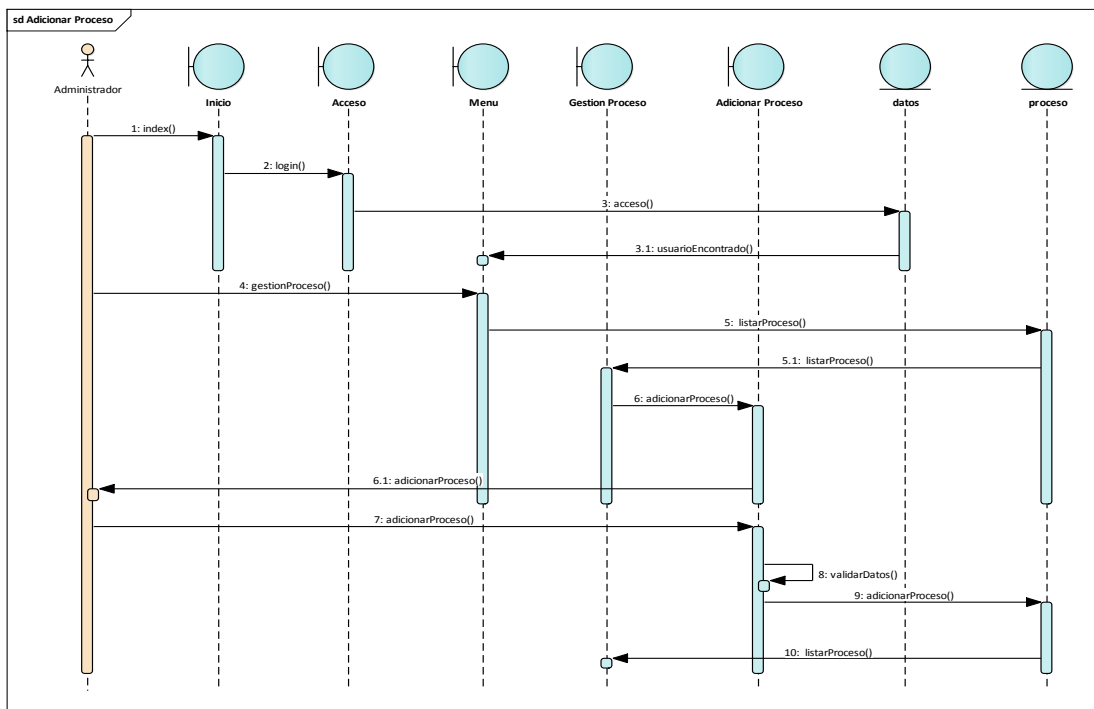 sd Adicionar Proceso
Administrador
Inicio
Acceso
Menu
Gestion Proceso
Adicionar Proceso
datos
proceso
1: index()
2: login()
3: acceso()
3.1: usuarioEncontrado()
4: gestionProceso()
5:  listarProceso()
5.1:  listarProceso()
6: adicionarProceso()
6.1: adicionarProceso()
7: adicionarProceso()
8: validarDatos()
9: adicionarProceso()
10:  listarProceso()